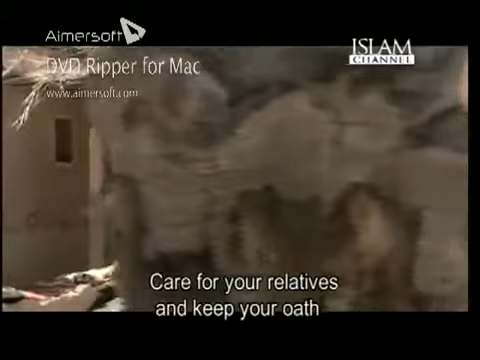 Aimersoft
DVD Ripper for Mac
www.aimersoft.com
ISLAM
CHANNEL
Care for your relatives
and keep your oath